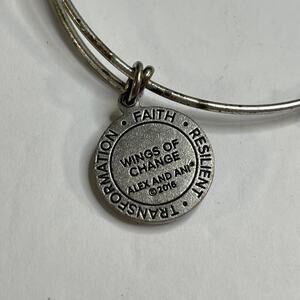 • FAITH • RESILIENT • TRANSFORMATION
WINGS OF
CHANGE
ALEX AND ANI®
©2016